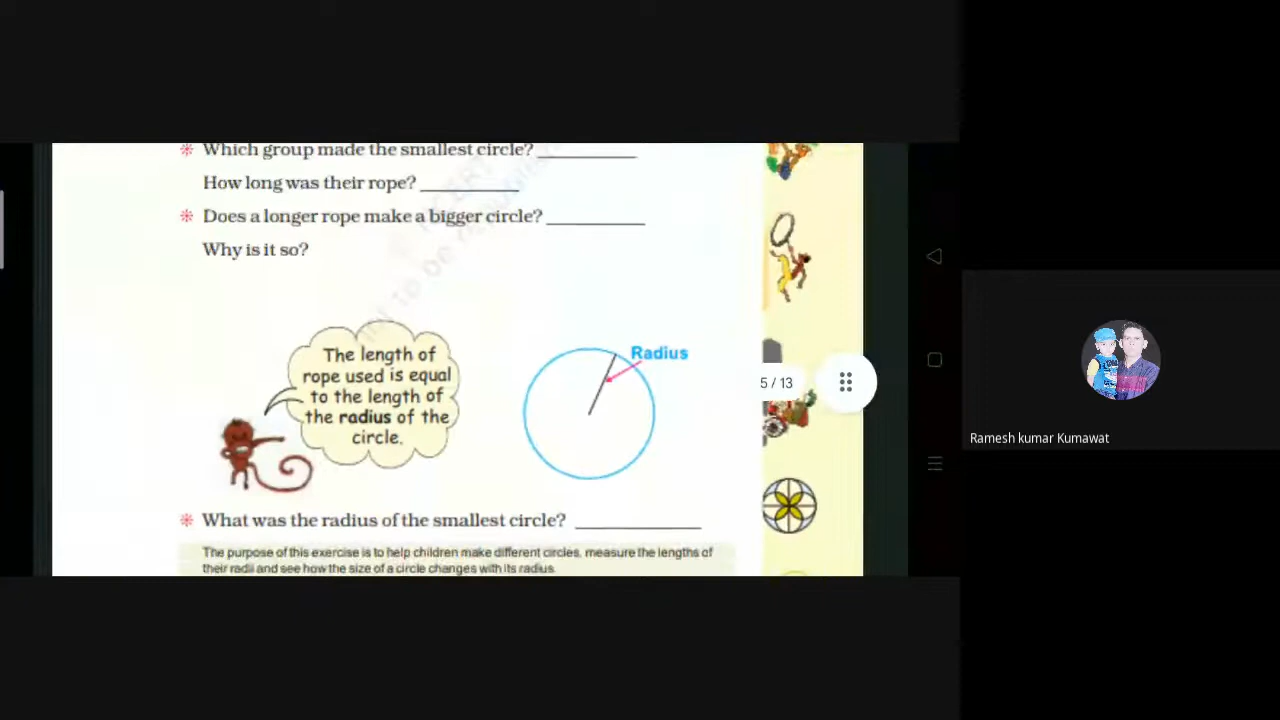 * Which group made the smallest circle? ___________
How long was their rope? ___________
* Does a longer rope make a bigger circle? ___________
Why is it so?
The length of
rope used is equal
to the length of
the radius of the
circle.
Radius
5 / 13
* What was the radius of the smallest circle? ______________
The purpose of this exercise is to help children make different circles, measure the lengths of
their radii and see how the size of a circle changes with its radius.
Ramesh kumar Kumawat